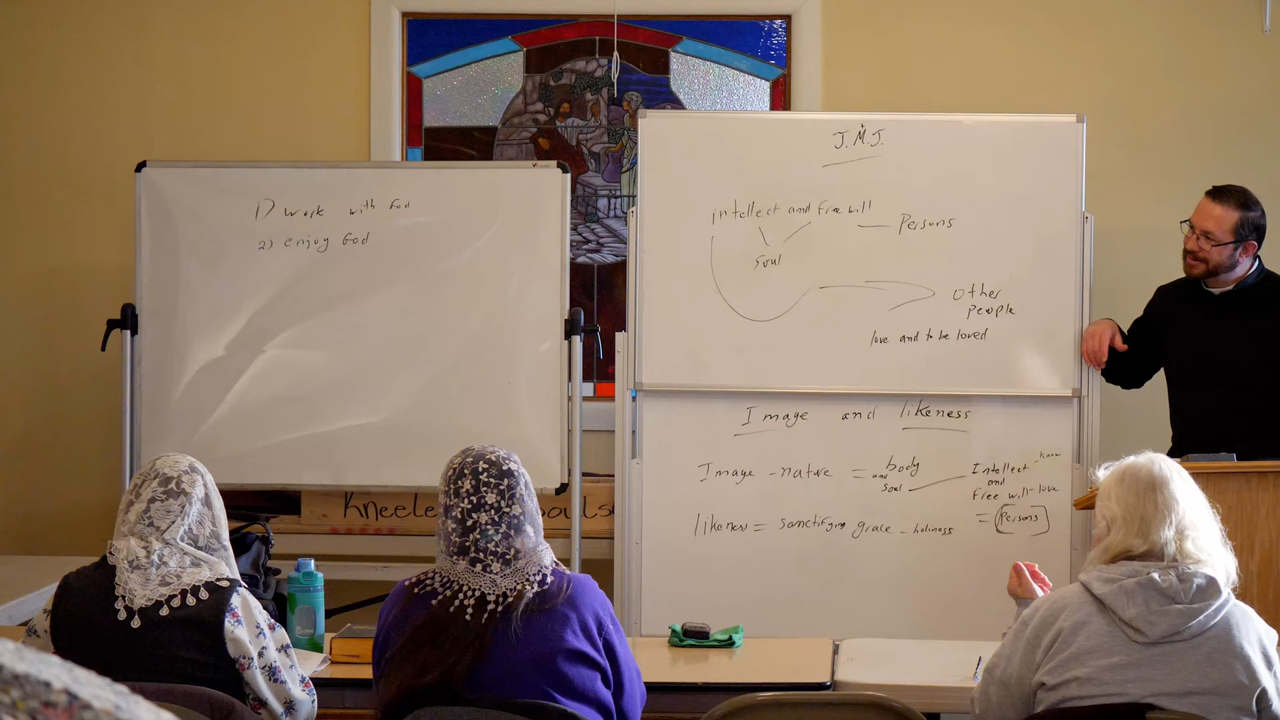 1) work with God
2) enjoy God
J.M.J.
intellect and free will — Persons
soul
other
people
love and to be loved
Image and likeness
Image - nature = body and soul — Intellect - know
and
Free will - love
likeness = sanctifying grace - holiness = (Persons)
Kneele